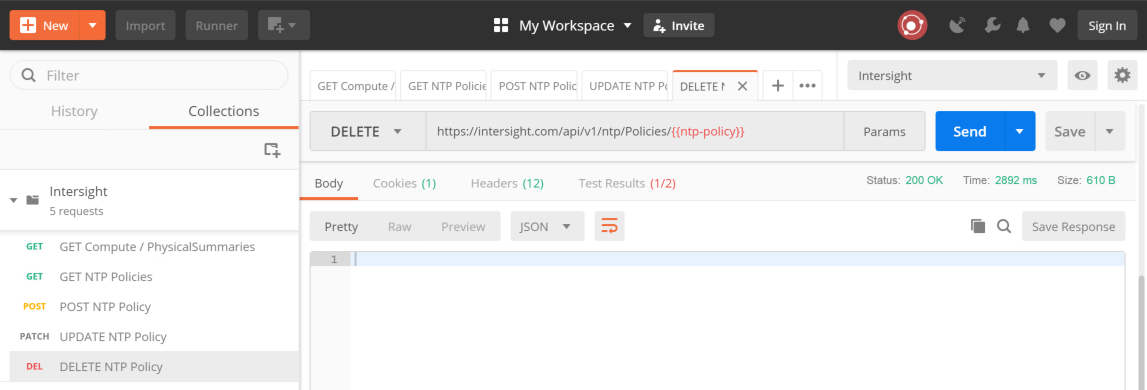 New Import Runner My Workspace Invite Sign In
Filter
History Collections
Intersight
5 requests
GET GET Compute / PhysicalSummaries
GET GET NTP Policies
POST POST NTP Policy
PATCH UPDATE NTP Policy
DEL DELETE NTP Policy
GET Compute / GET NTP Policie POST NTP Polic UPDATE NTP Po DELETE N Intersight
DELETE https://intersight.com/api/v1/ntp/Policies/{{ntp-policy}} Params Send Save
Body Cookies (1) Headers (12) Test Results (1/2) Status: 200 OK Time: 2892 ms Size: 610 B
Pretty Raw Preview JSON Save Response
1